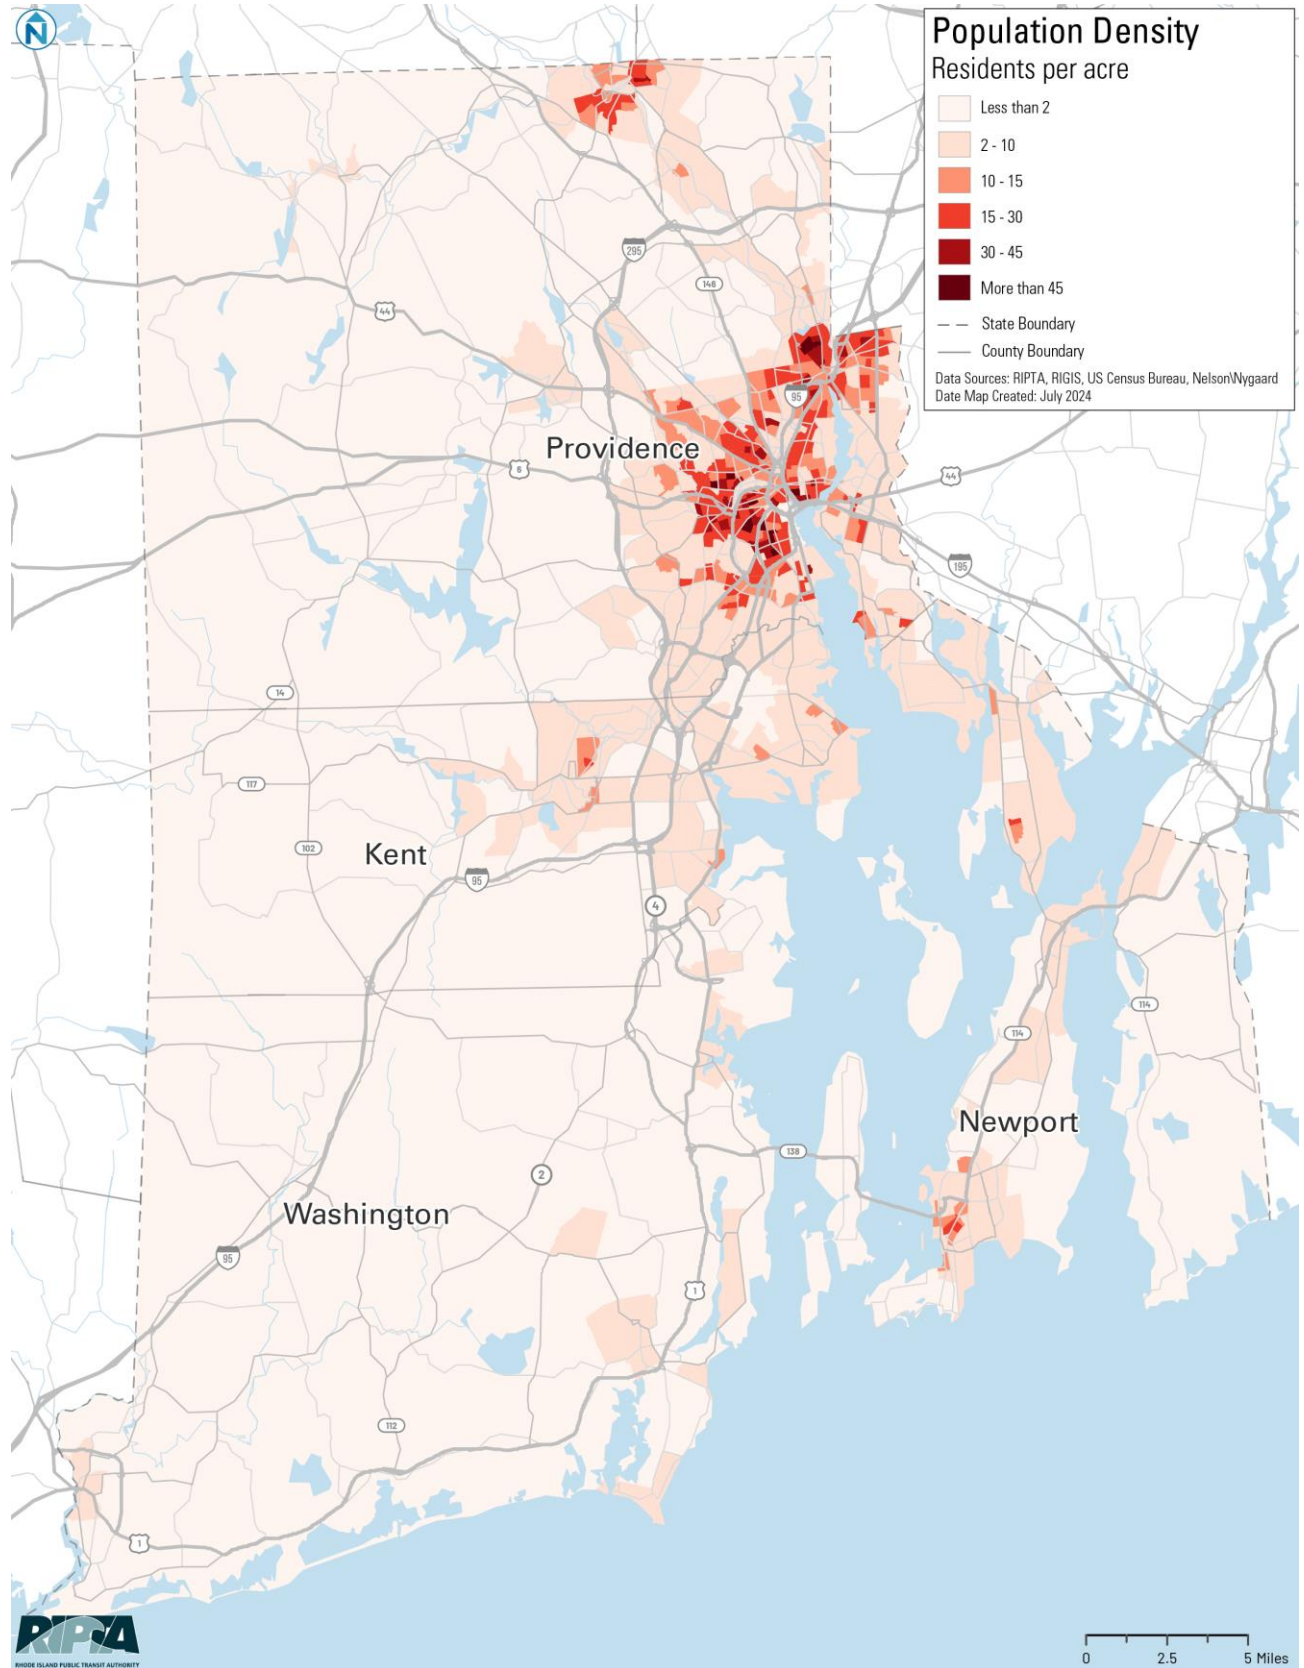 N
Population Density
Residents per acre
Less than 2
2 - 10
10 - 15
15 - 30
30 - 45
More than 45
State Boundary
County Boundary
Data Sources: RIPTA, RIGIS, US Census Bureau, Nelson\Nygaard
Date Map Created: July 2024
295
146
44
95
Providence
6
44
195
14
117
102
Kent
95
4
114
114
Newport
138
2
Washington
95
1
112
1
RIPTA
RHODE ISLAND PUBLIC TRANSIT AUTHORITY
0 2.5 5 Miles